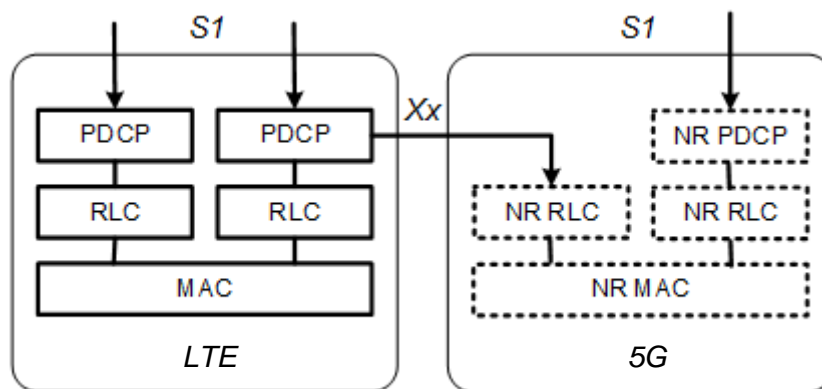 S1
S1
Xx
PDCP
PDCP
NR PDCP
RLC
RLC
NR RLC
NR RLC
MAC
NR MAC
LTE
5G